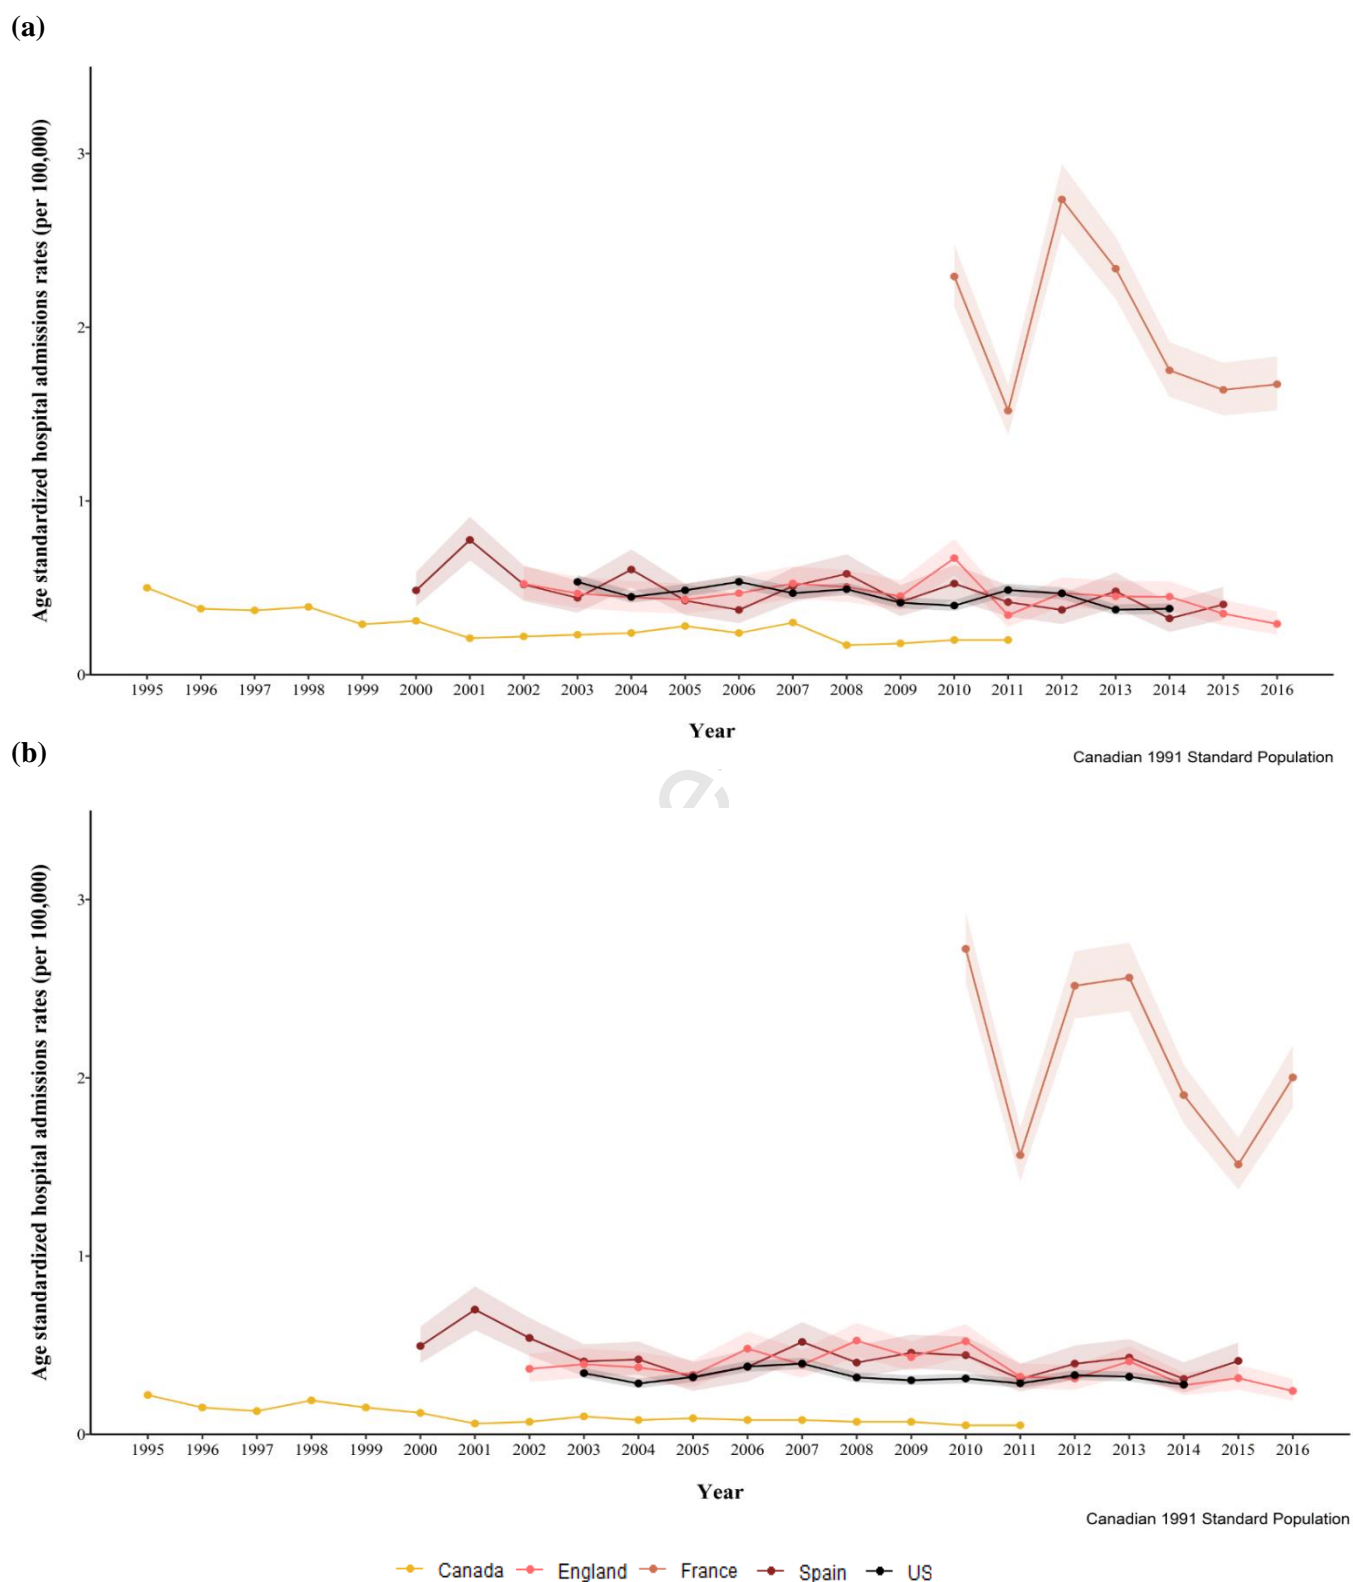 (a)
Age standardized hospital admissions rates (per 100,000)
3
2
1
0
1995 1996 1997 1998 1999 2000 2001 2002 2003 2004 2005 2006 2007 2008 2009 2010 2011 2012 2013 2014 2015 2016
Year
Canadian 1991 Standard Population
(b)
Age standardized hospital admissions rates (per 100,000)
3
2
1
0
1995 1996 1997 1998 1999 2000 2001 2002 2003 2004 2005 2006 2007 2008 2009 2010 2011 2012 2013 2014 2015 2016
Year
Canadian 1991 Standard Population
Canada England France Spain US